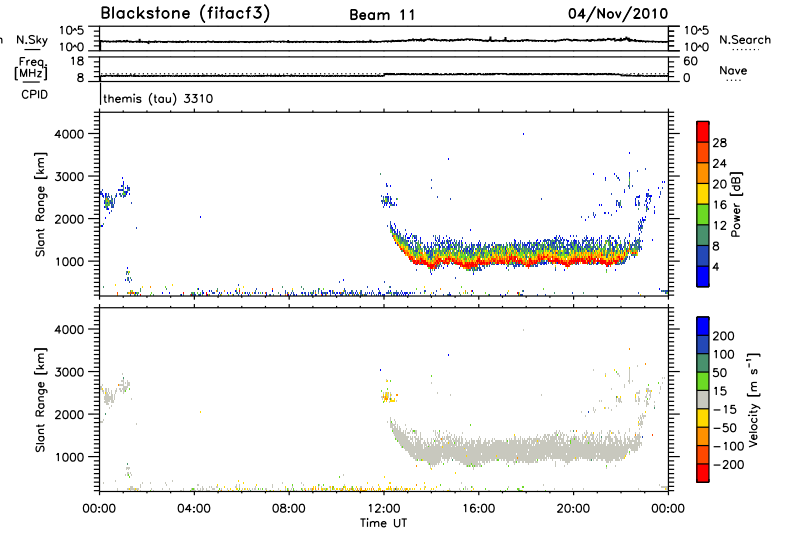 Blackstone (fitacf3) Beam 11 04/Nov/2010
N.Sky 10^5 10^5 N.Search
10^0 10^0
Freq. 18 60
[MHz] 8 0 Nave
CPID themis (tau) 3310
Slant Range [km]
4000
3000
2000
1000
28
24
20
16
12
8
4
Power [dB]
Slant Range [km]
4000
3000
2000
1000
200
100
50
15
-15
-50
-100
-200
Velocity [m s⁻¹]
00:00 04:00 08:00 12:00 16:00 20:00 00:00
Time UT